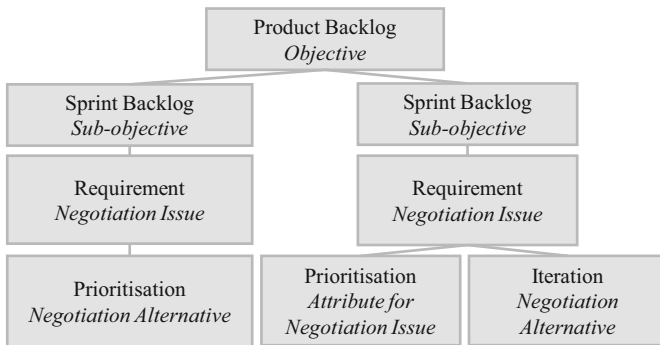 Product Backlog
Objective
Sprint Backlog
Sub-objective
Sprint Backlog
Sub-objective
Requirement
Negotiation Issue
Requirement
Negotiation Issue
Prioritisation
Negotiation Alternative
Prioritisation
Attribute for
Negotiation Issue
Iteration
Negotiation
Alternative